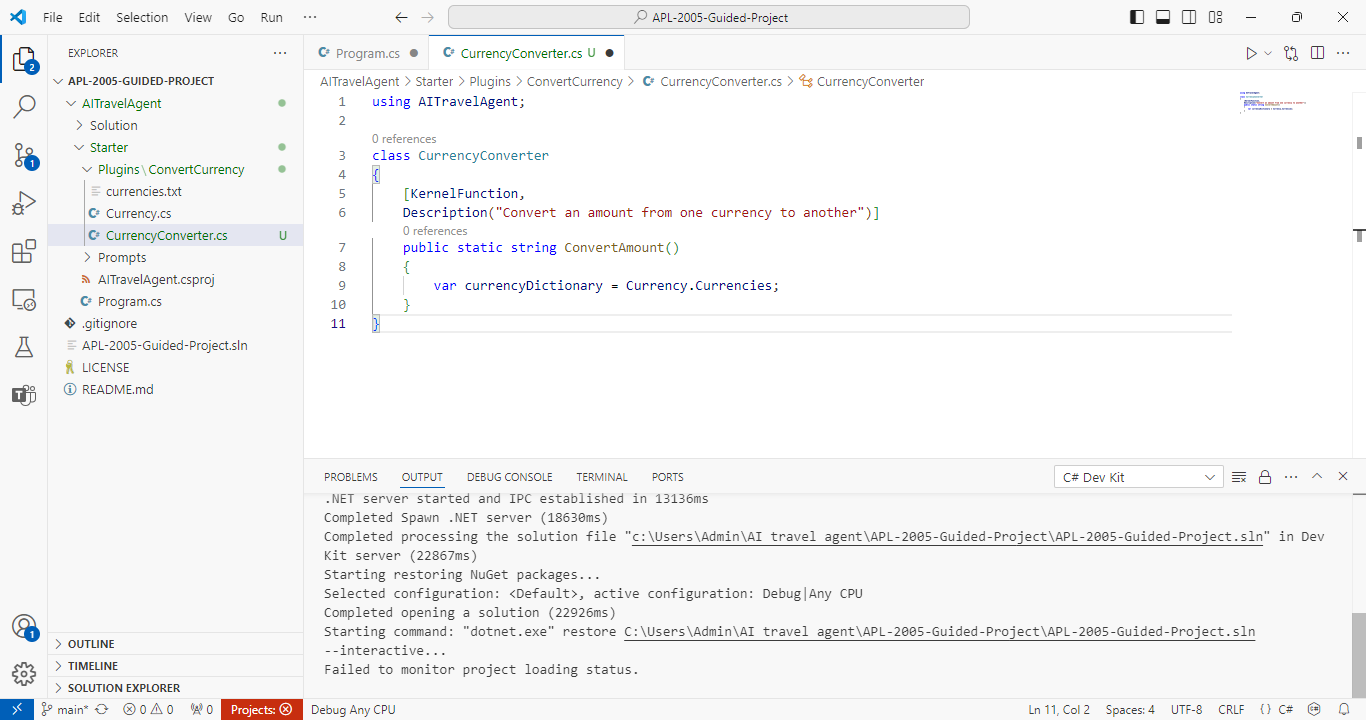 File Edit Selection View Go Run ··· APL-2005-Guided-Project
EXPLORER ···
APL-2005-GUIDED-PROJECT
AITravelAgent
Solution
Starter
Plugins\ConvertCurrency
currencies.txt
C# Currency.cs
C# CurrencyConverter.cs U
Prompts
AITravelAgent.csproj
C# Program.cs
.gitignore
APL-2005-Guided-Project.sln
LICENSE
README.md
OUTLINE
TIMELINE
SOLUTION EXPLORER
2
1
1
C# Program.cs ● C# CurrencyConverter.cs U ●
AITravelAgent > Starter > Plugins > ConvertCurrency > C# CurrencyConverter.cs > CurrencyConverter
1 using AITravelAgent;
2
0 references
3 class CurrencyConverter
4 {
5 [KernelFunction,
6 Description("Convert an amount from one currency to another")]
0 references
7 public static string ConvertAmount()
8 {
9 var currencyDictionary = Currency.Currencies;
10 }
11 }
PROBLEMS OUTPUT DEBUG CONSOLE TERMINAL PORTS C# Dev Kit ···
.NET server started and IPC established in 13136ms
Completed Spawn .NET server (18630ms)
Completed processing the solution file "c:\Users\Admin\AI travel agent\APL-2005-Guided-Project\APL-2005-Guided-Project.sln" in Dev
Kit server (22867ms)
Starting restoring NuGet packages...
Selected configuration: <Default>, active configuration: Debug|Any CPU
Completed opening a solution (22926ms)
Starting command: "dotnet.exe" restore C:\Users\Admin\AI travel agent\APL-2005-Guided-Project\APL-2005-Guided-Project.sln
--interactive...
Failed to monitor project loading status.
main* 0 0 0 Projects: Debug Any CPU Ln 11, Col 2 Spaces: 4 UTF-8 CRLF {} C#